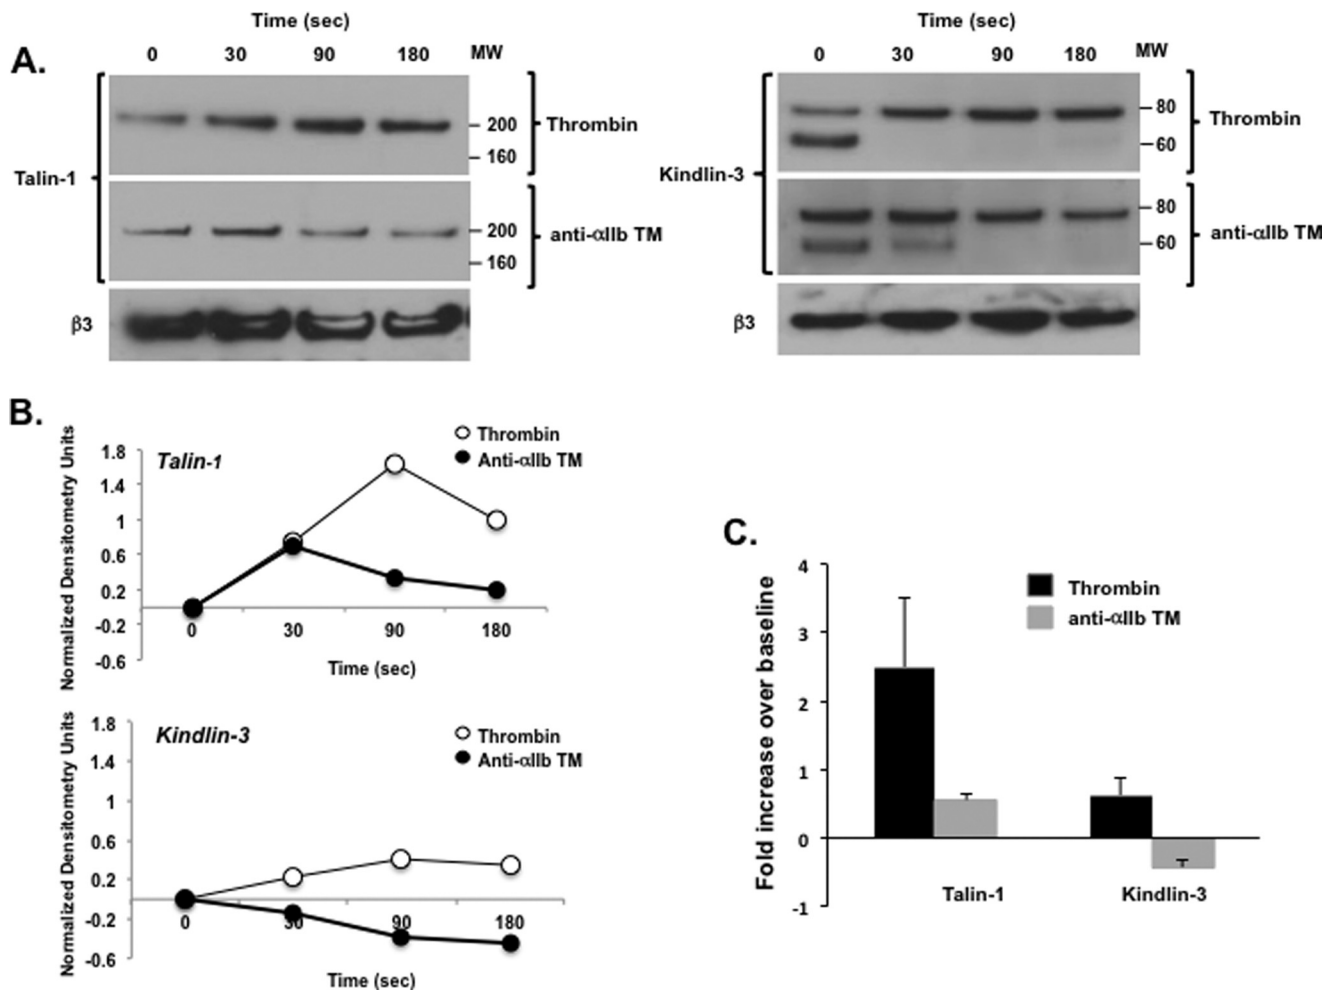 A.
Time (sec)
0 30 90 180 MW
Talin-1
200
160
Thrombin
200
160
anti-αIIb TM
β3
Time (sec)
0 30 90 180 MW
Kindlin-3
80
60
Thrombin
80
60
anti-αIIb TM
β3
B.
Normalized Densitometry Units
Talin-1
Thrombin
Anti-αIIb TM
1.8
1.4
1
0.6
0.2
-0.2
-0.6
0 30 90 180
Time (sec)
Normalized Densitometry Units
Kindlin-3
Thrombin
Anti-αIIb TM
1.8
1.4
1
0.6
0.2
-0.2
-0.6
0 30 90 180
Time (sec)
C.
Fold increase over baseline
4
3
2
1
0
-1
Thrombin
anti-αIIb TM
Talin-1 Kindlin-3